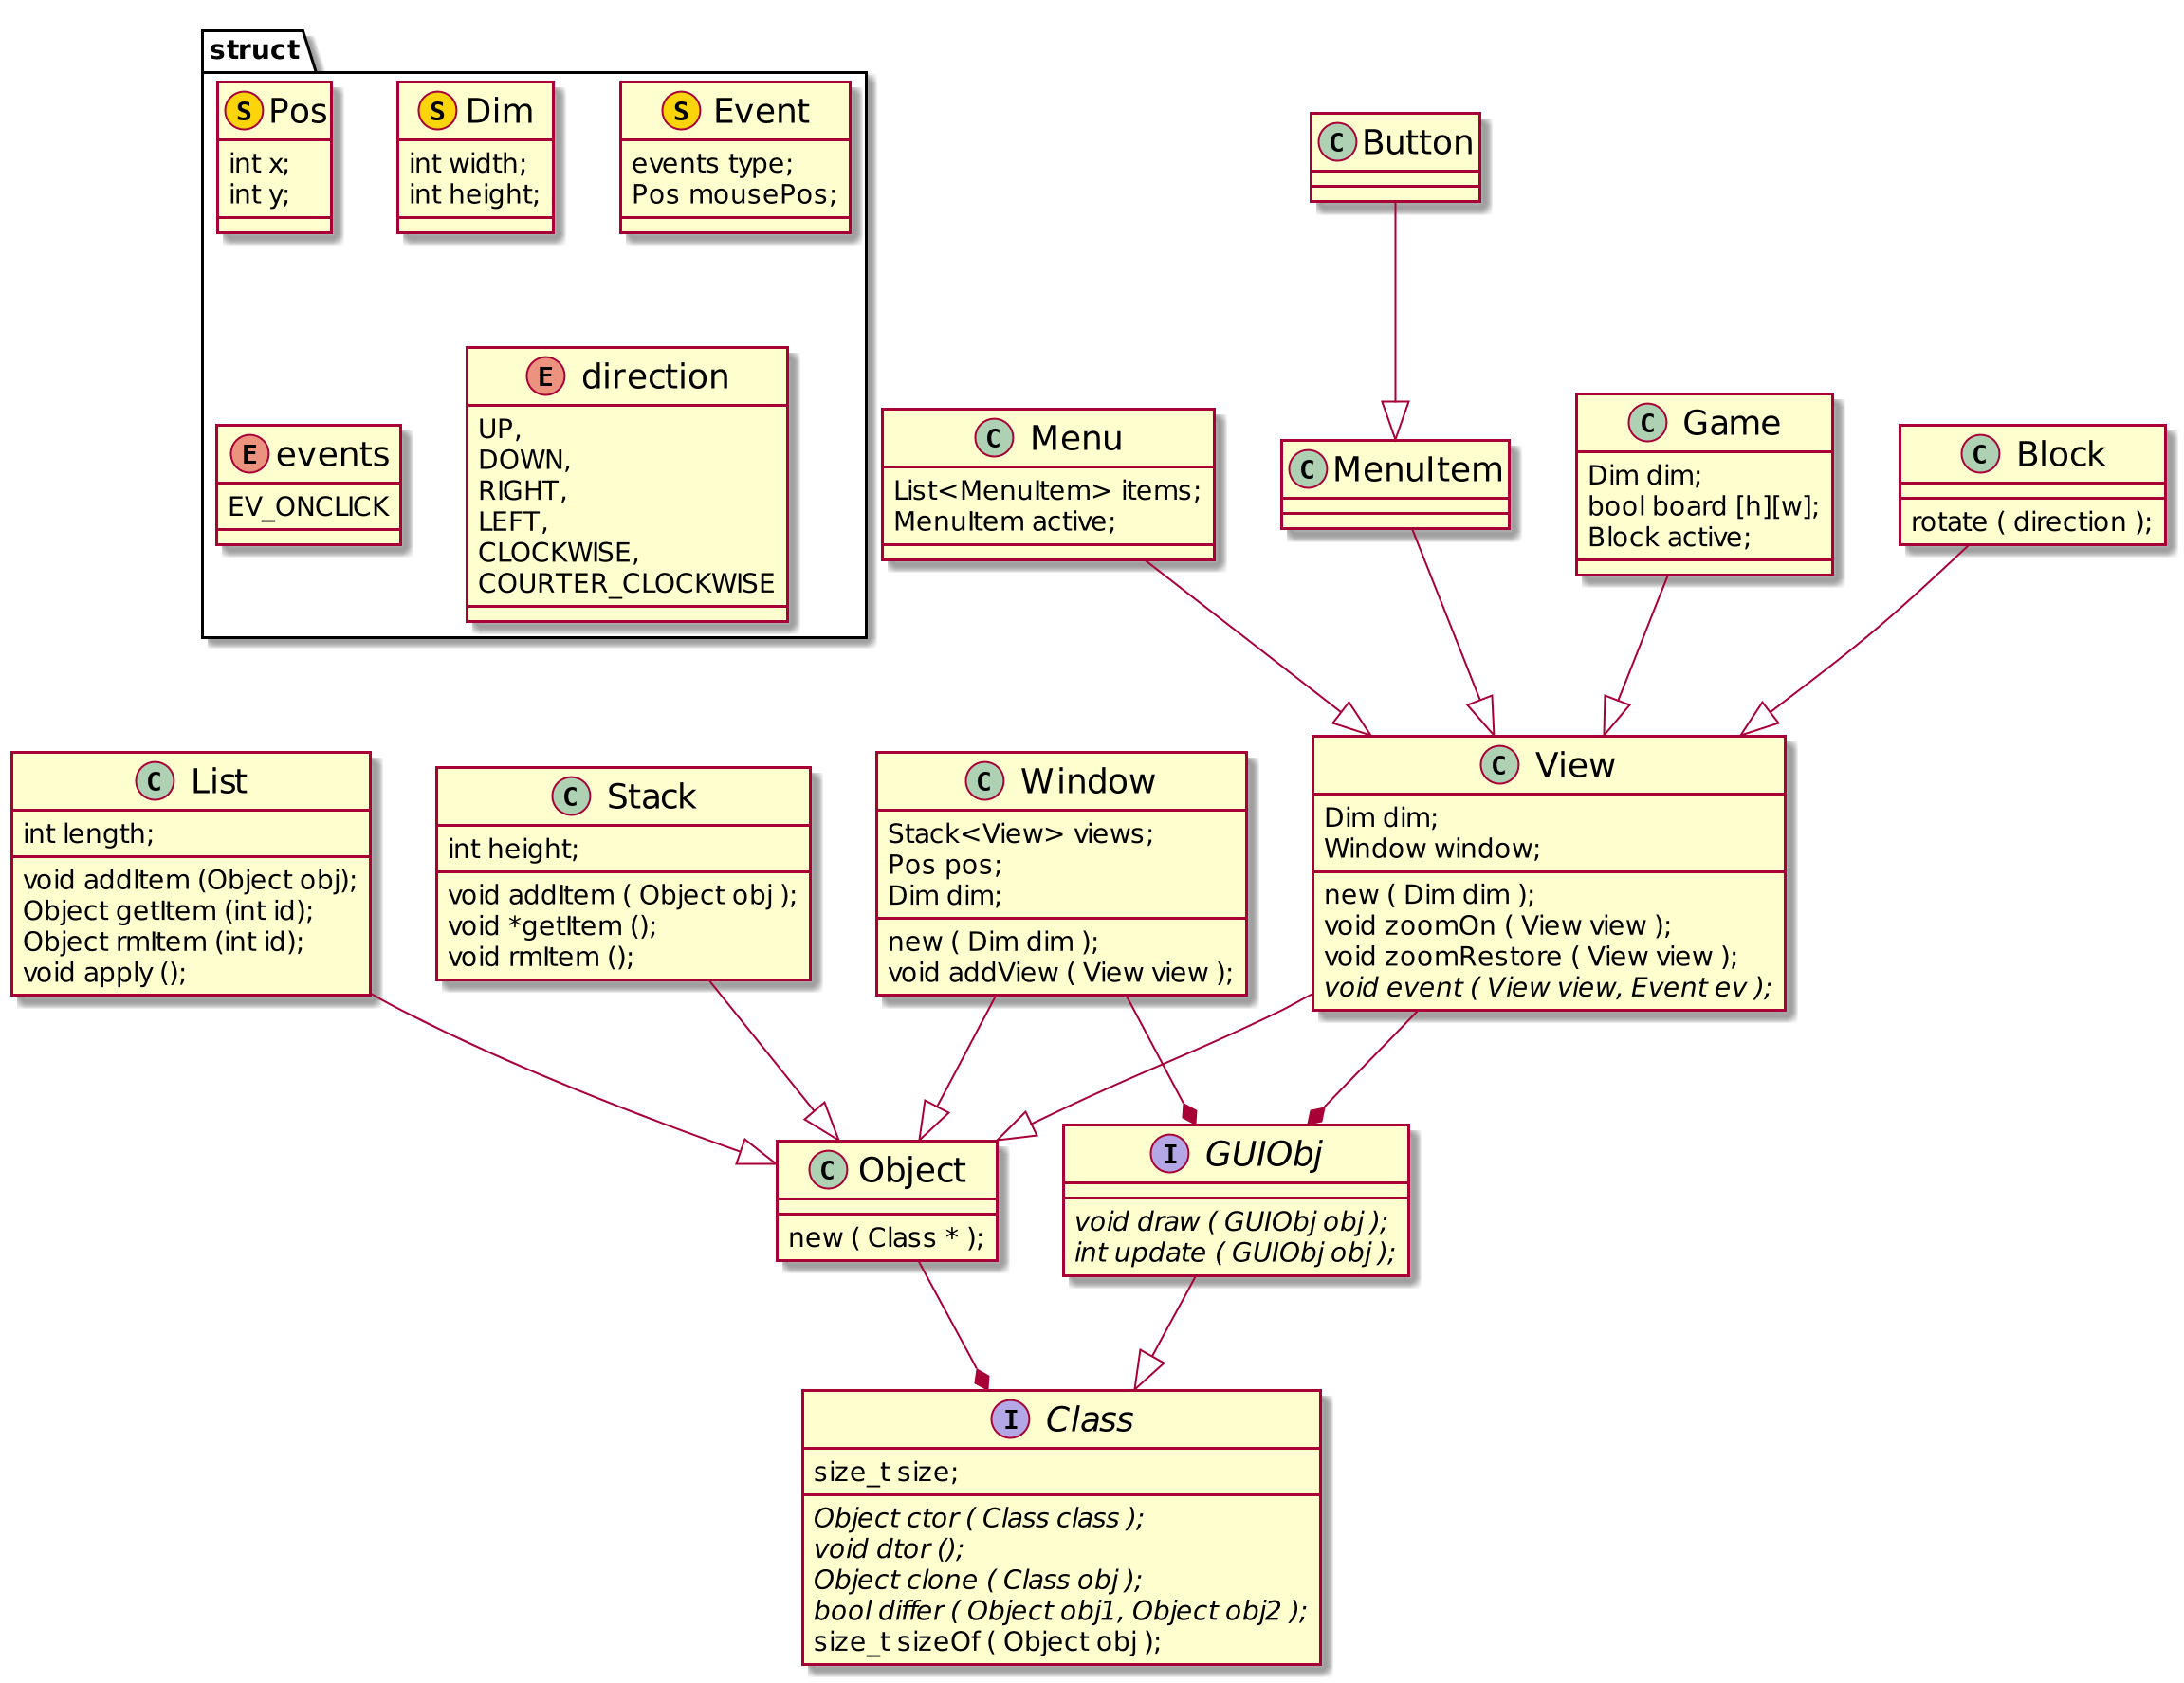 struct
S Pos
int x;
int y;
S Dim
int width;
int height;
S Event
events type;
Pos mousePos;
C Button
E events
EV_ONCLICK
E direction
UP,
DOWN,
RIGHT,
LEFT,
CLOCKWISE,
COURTER_CLOCKWISE
C Menu
List<MenuItem> items;
MenuItem active;
C MenuItem
C Game
Dim dim;
bool board [h][w];
Block active;
C Block
rotate ( direction );
C List
int length;
void addItem (Object obj);
Object getItem (int id);
Object rmItem (int id);
void apply ();
C Stack
int height;
void addItem ( Object obj );
void *getItem ();
void rmItem ();
C Window
Stack<View> views;
Pos pos;
Dim dim;
new ( Dim dim );
void addView ( View view );
C View
Dim dim;
Window window;
new ( Dim dim );
void zoomOn ( View view );
void zoomRestore ( View view );
void event ( View view, Event ev );
C Object
new ( Class * );
I GUIObj
void draw ( GUIObj obj );
int update ( GUIObj obj );
I Class
size_t size;
Object ctor ( Class class );
void dtor ();
Object clone ( Class obj );
bool differ ( Object obj1, Object obj2 );
size_t sizeOf ( Object obj );